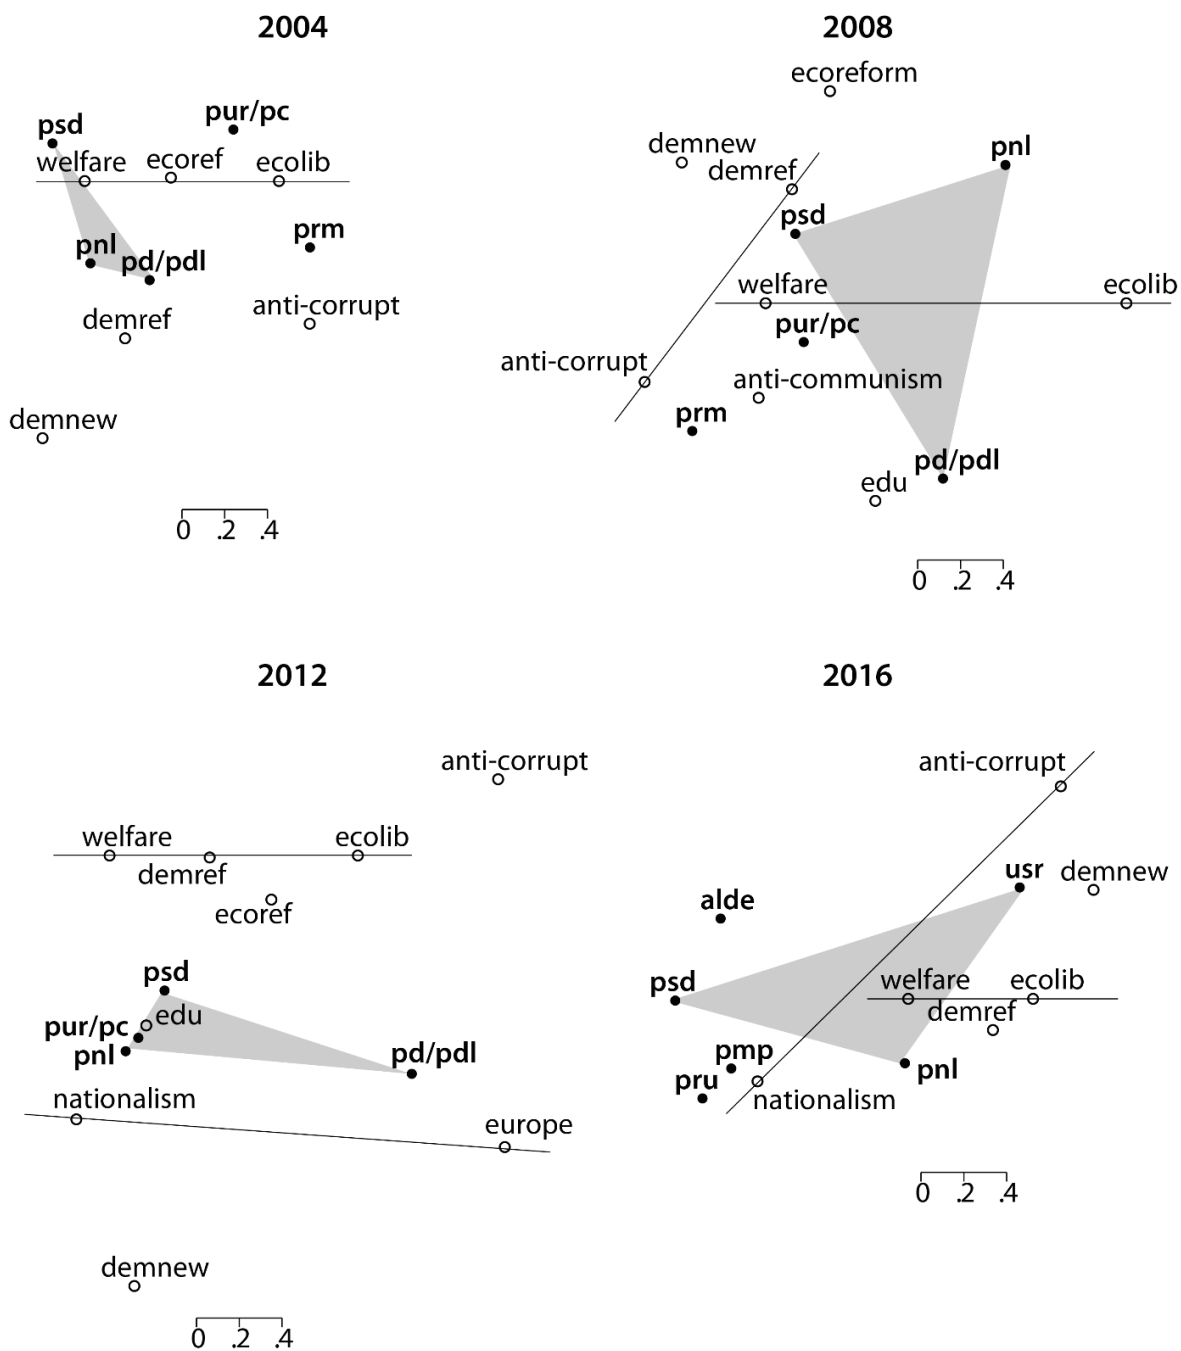 2004
pur/pc
psd
welfare
ecoref
ecolib
prm
pnl
pd/pdl
anti-corrupt
demref
demnew
0 .2 .4
2008
ecoreform
demnew
pnl
demref
psd
welfare
ecolib
pur/pc
anti-corrupt
anti-communism
prm
pd/pdl
edu
0 .2 .4
2012
anti-corrupt
welfare
ecolib
demref
ecoref
psd
edu
pur/pc
pnl
pd/pdl
nationalism
europe
demnew
0 .2 .4
2016
anti-corrupt
usr
demnew
alde
psd
welfare
ecolib
demref
pmp
pnl
pru
nationalism
0 .2 .4